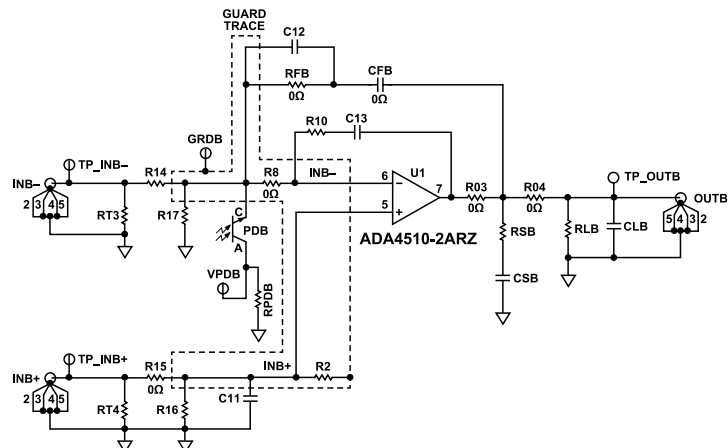 GUARD
TRACE
C12
RFB
0Ω
CFB
0Ω
R10
C13
GRDB
TP_INB–
INB–
2 3 4 5
RT3
R14
R17
R8
0Ω
INB–
6
5
–
+
U1
7
ADA4510-2ARZ
R03
0Ω
R04
0Ω
TP_OUTB
OUTB
5 4 3 2
RSB
CSB
RLB
CLB
C
PDB
A
VPDB
RPDB
TP_INB+
INB+
2 3 4 5
RT4
R15
0Ω
R16
C11
INB+
R2